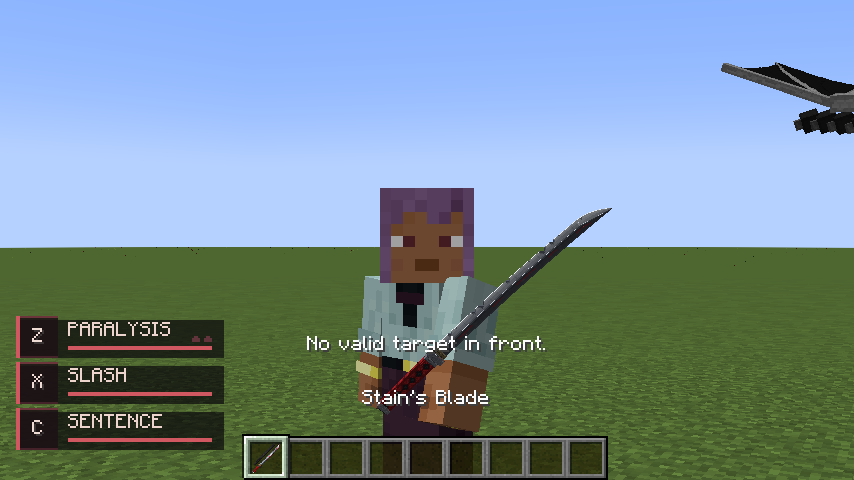 No valid target in front.
Stain's Blade
Z PARALYSIS
X SLASH
C SENTENCE